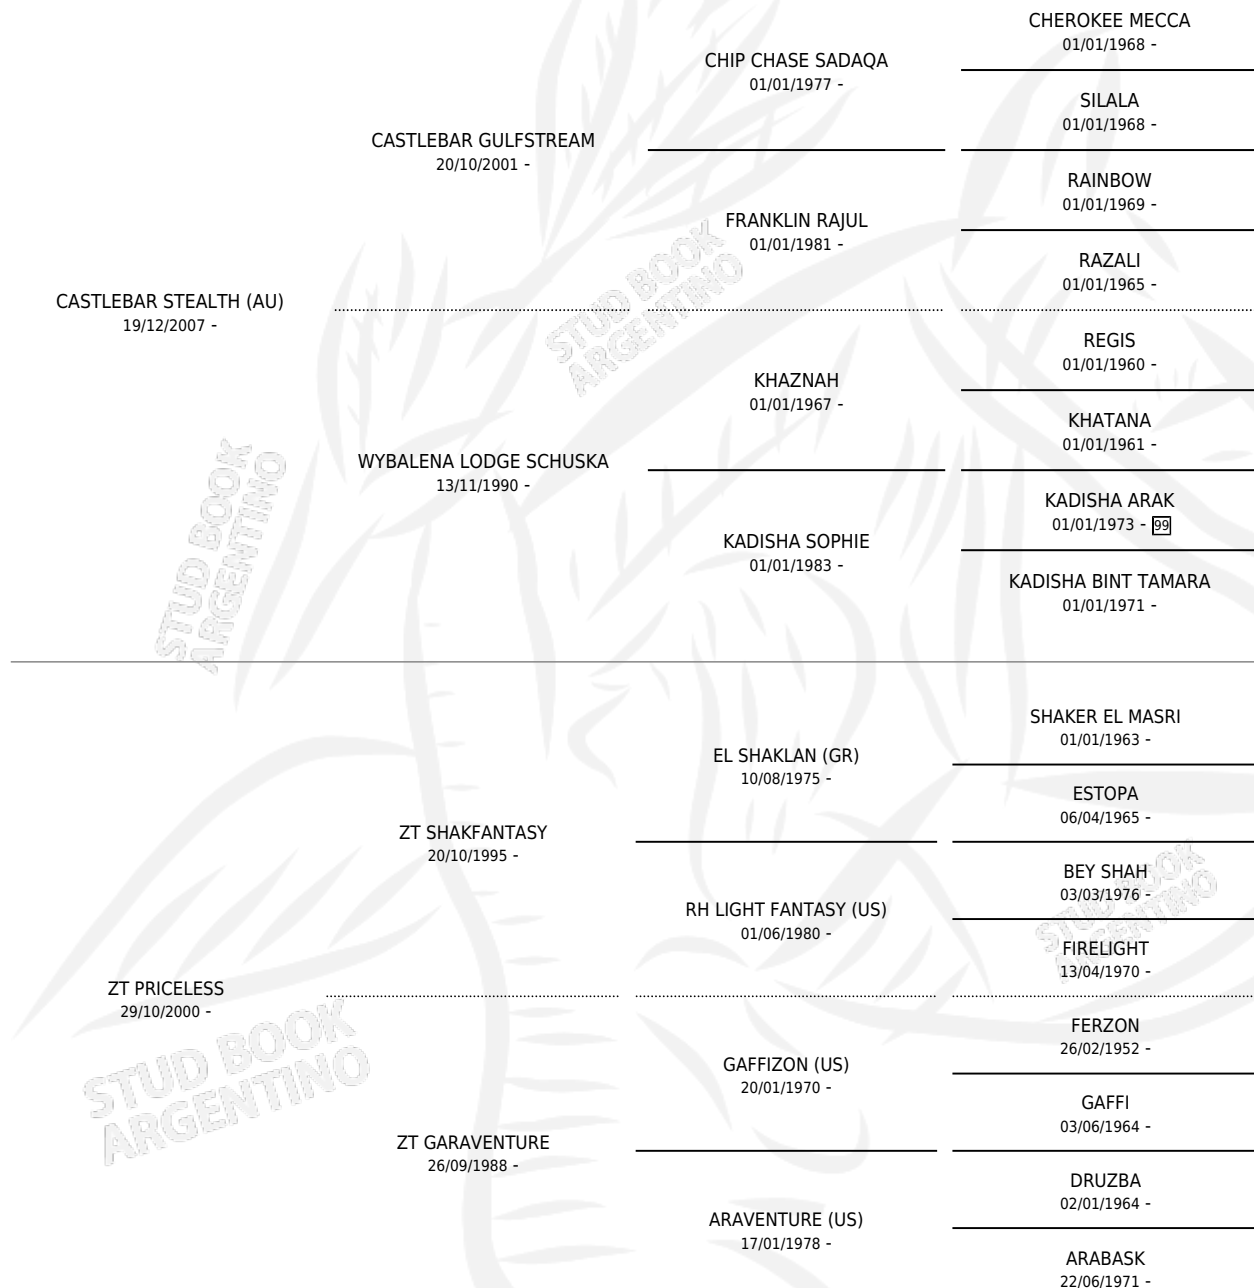 CHEROKEE MECCA
01/01/1968 -
CHIP CHASE SADAQA
01/01/1977 -
SILALA
01/01/1968 -
CASTLEBAR GULFSTREAM
20/10/2001 -
RAINBOW
01/01/1969 -
FRANKLIN RAJUL
01/01/1981 -
RAZALI
01/01/1965 -
CASTLEBAR STEALTH (AU)
19/12/2007 -
REGIS
01/01/1960 -
KHAZNAH
01/01/1967 -
KHATANA
01/01/1961 -
WYBALENA LODGE SCHUSKA
13/11/1990 -
KADISHA ARAK
01/01/1973 - 99
KADISHA SOPHIE
01/01/1983 -
KADISHA BINT TAMARA
01/01/1971 -
SHAKER EL MASRI
01/01/1963 -
EL SHAKLAN (GR)
10/08/1975 -
ESTOPA
06/04/1965 -
ZT SHAKFANTASY
20/10/1995 -
BEY SHAH
03/03/1976 -
RH LIGHT FANTASY (US)
01/06/1980 -
FIRELIGHT
13/04/1970 -
ZT PRICELESS
29/10/2000 -
FERZON
26/02/1952 -
GAFFIZON (US)
20/01/1970 -
GAFFI
03/06/1964 -
ZT GARAVENTURE
26/09/1988 -
DRUZBA
02/01/1964 -
ARAVENTURE (US)
17/01/1978 -
ARABASK
22/06/1971 -
STUD BOOK
ARGENTINO
STUD BOOK
ARGENTINO
STUD BOOK
ARGENTINO
STUD BOOK
ARGENTINO